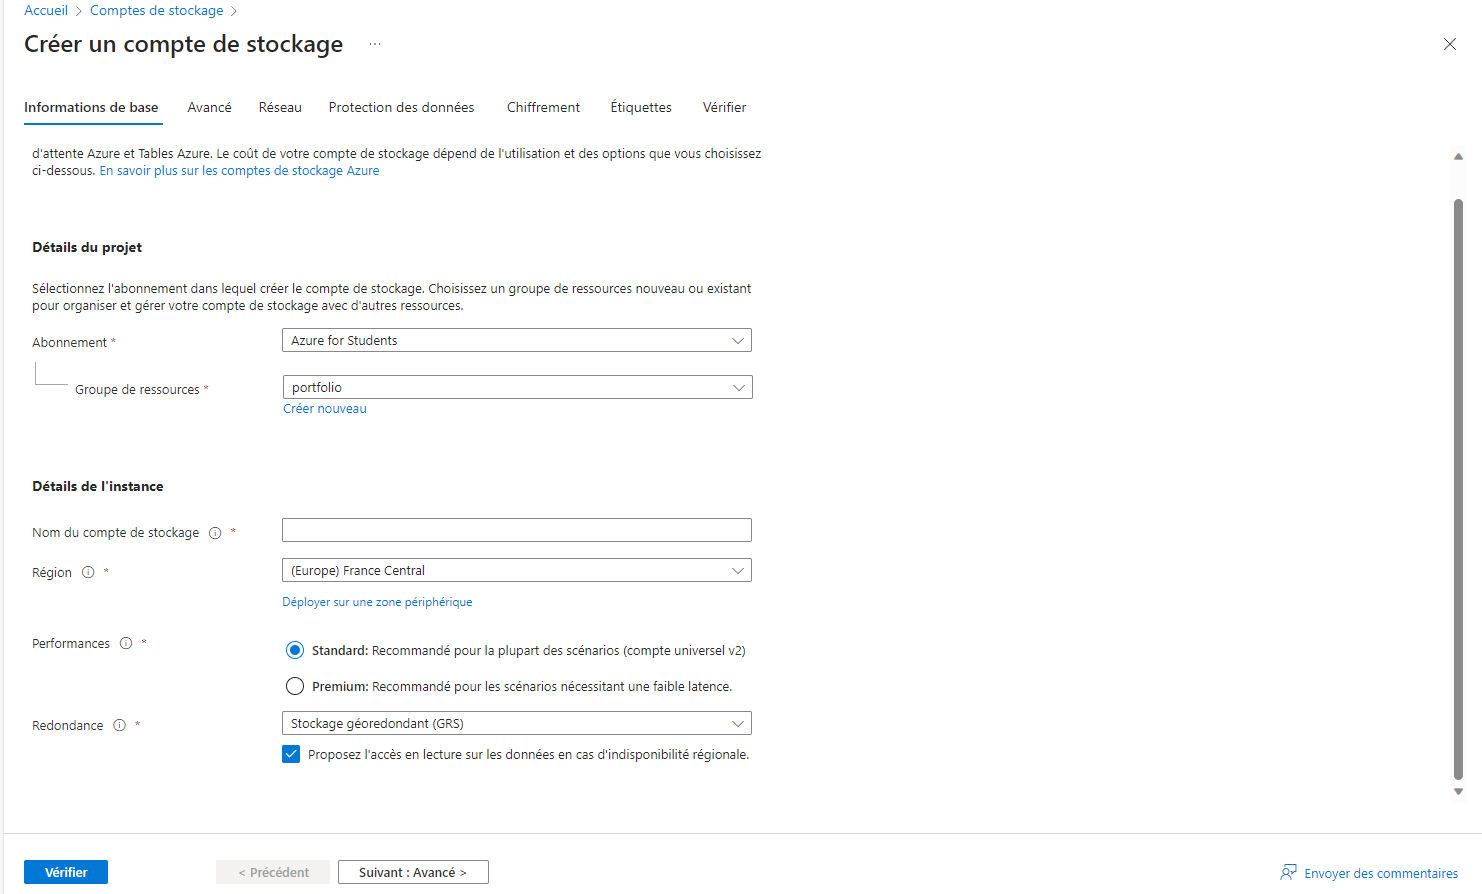 Accueil > Comptes de stockage >
Créer un compte de stockage ...
Informations de base Avancé Réseau Protection des données Chiffrement Étiquettes Vérifier
d'attente Azure et Tables Azure. Le coût de votre compte de stockage dépend de l'utilisation et des options que vous choisissez
ci-dessous. En savoir plus sur les comptes de stockage Azure
Détails du projet
Sélectionnez l'abonnement dans lequel créer le compte de stockage. Choisissez un groupe de ressources nouveau ou existant
pour organiser et gérer votre compte de stockage avec d'autres ressources.
Abonnement * Azure for Students
Groupe de ressources * portfolio
Créer nouveau
Détails de l'instance
Nom du compte de stockage *
Région * (Europe) France Central
Déployer sur une zone périphérique
Performances * Standard: Recommandé pour la plupart des scénarios (compte universel v2)
Premium: Recommandé pour les scénarios nécessitant une faible latence.
Redondance * Stockage géoredondant (GRS)
Proposez l'accès en lecture sur les données en cas d'indisponibilité régionale.
Vérifier < Précédent Suivant : Avancé > Envoyer des commentaires